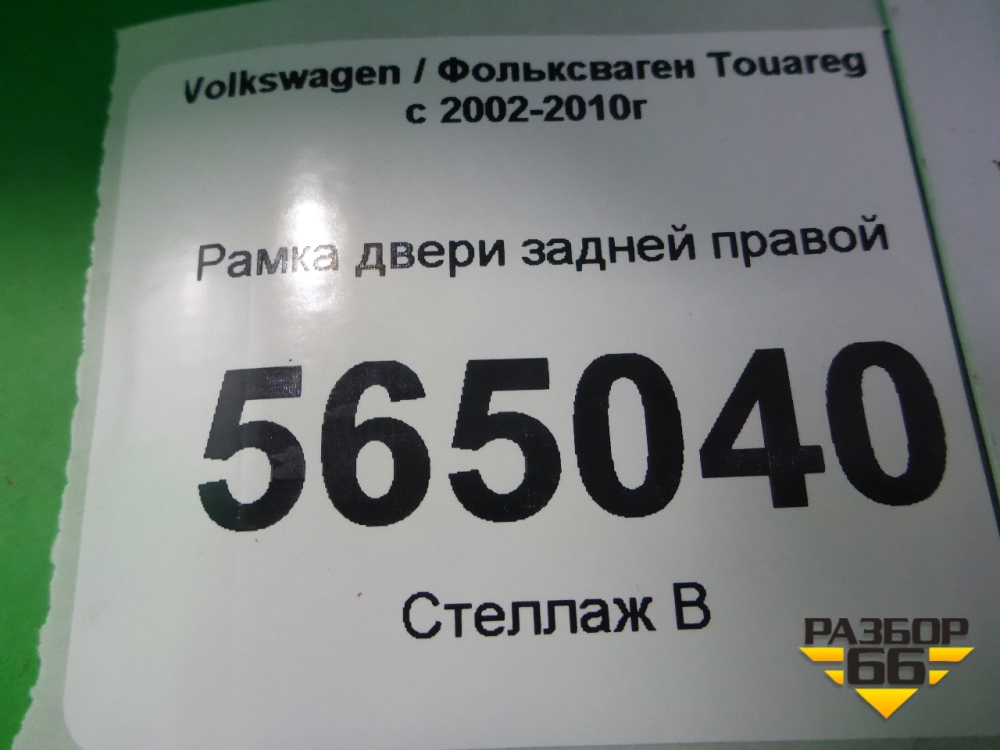 Volkswagen / Фольксваген Touareg
с 2002-2010г
Рамка двери задней правой
565040
Стеллаж В
РАЗБОР
66